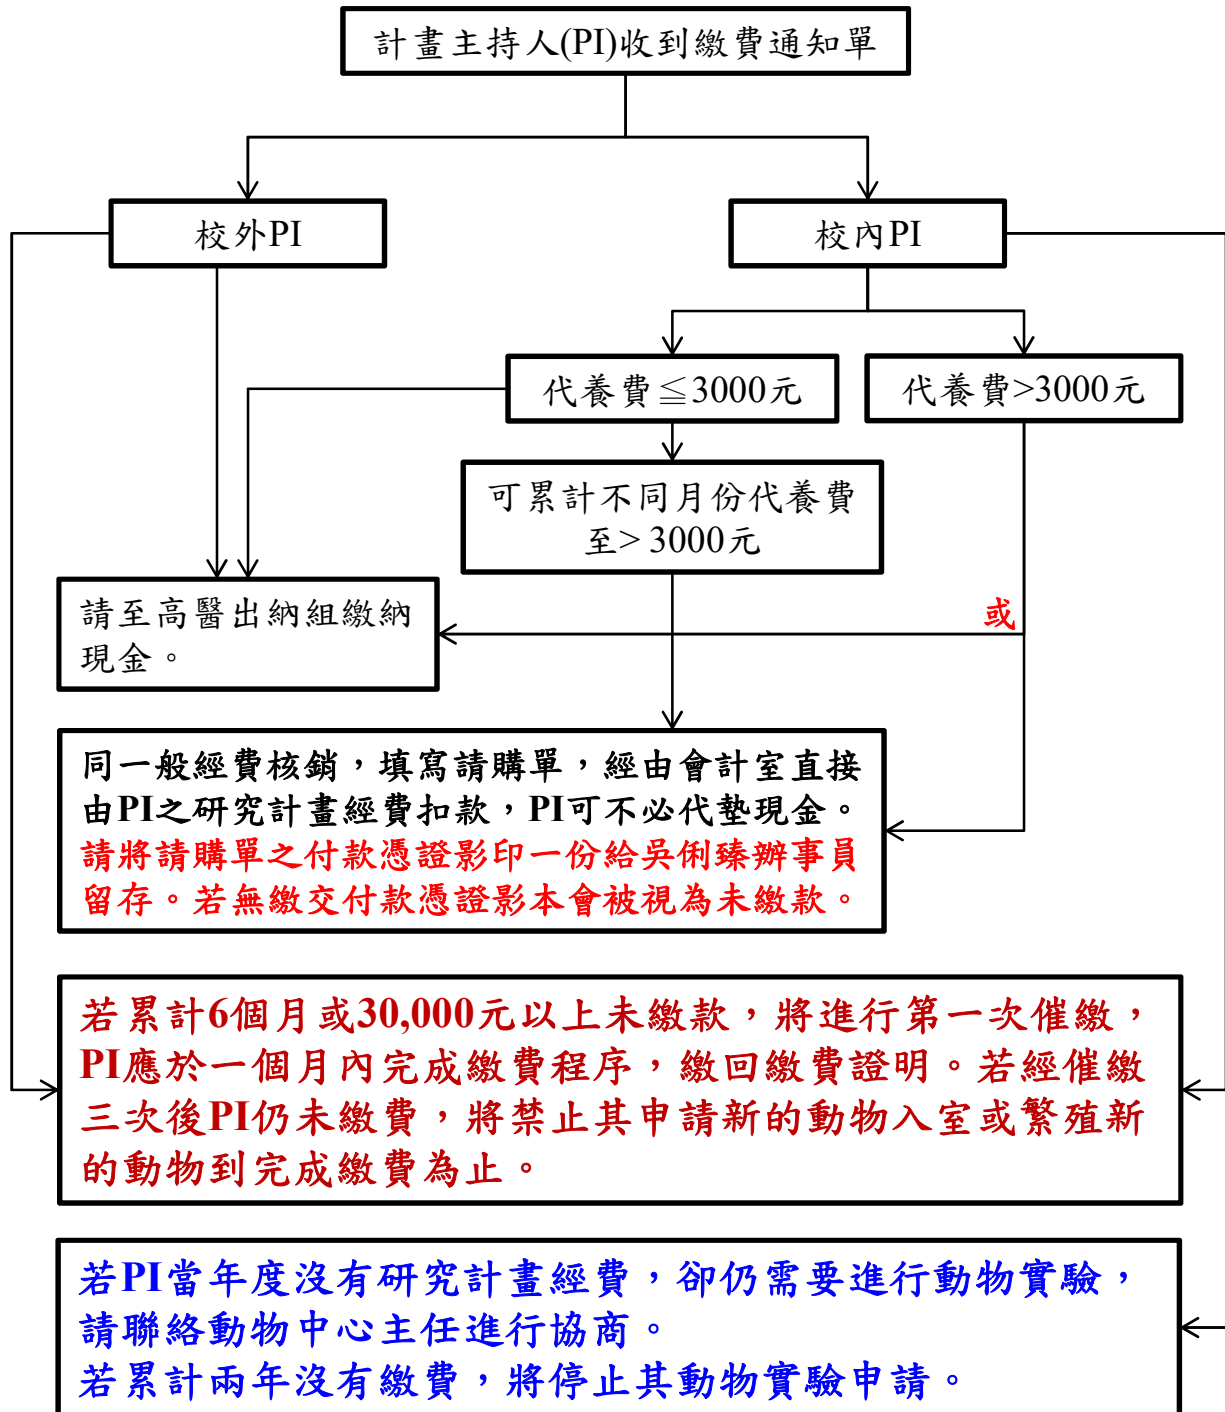 計畫主持人(PI)收到繳費通知單
校外PI
校內PI
代養費≦3000元
代養費>3000元
可累計不同月份代養費
至> 3000元
請至高醫出納組繳納
現金。
或
同一般經費核銷，填寫請購單，經由會計室直接
由PI之研究計畫經費扣款，PI可不必代墊現金。
請將請購單之付款憑證影印一份給吳俐臻辦事員
留存。若無繳交付款憑證影本會被視為未繳款。
若累計6個月或30,000元以上未繳款，將進行第一次催繳，
PI應於一個月內完成繳費程序，繳回繳費證明。若經催繳
三次後PI仍未繳費，將禁止其申請新的動物入室或繁殖新
的動物到完成繳費為止。
若PI當年度沒有研究計畫經費，卻仍需要進行動物實驗，
請聯絡動物中心主任進行協商。
若累計兩年沒有繳費，將停止其動物實驗申請。